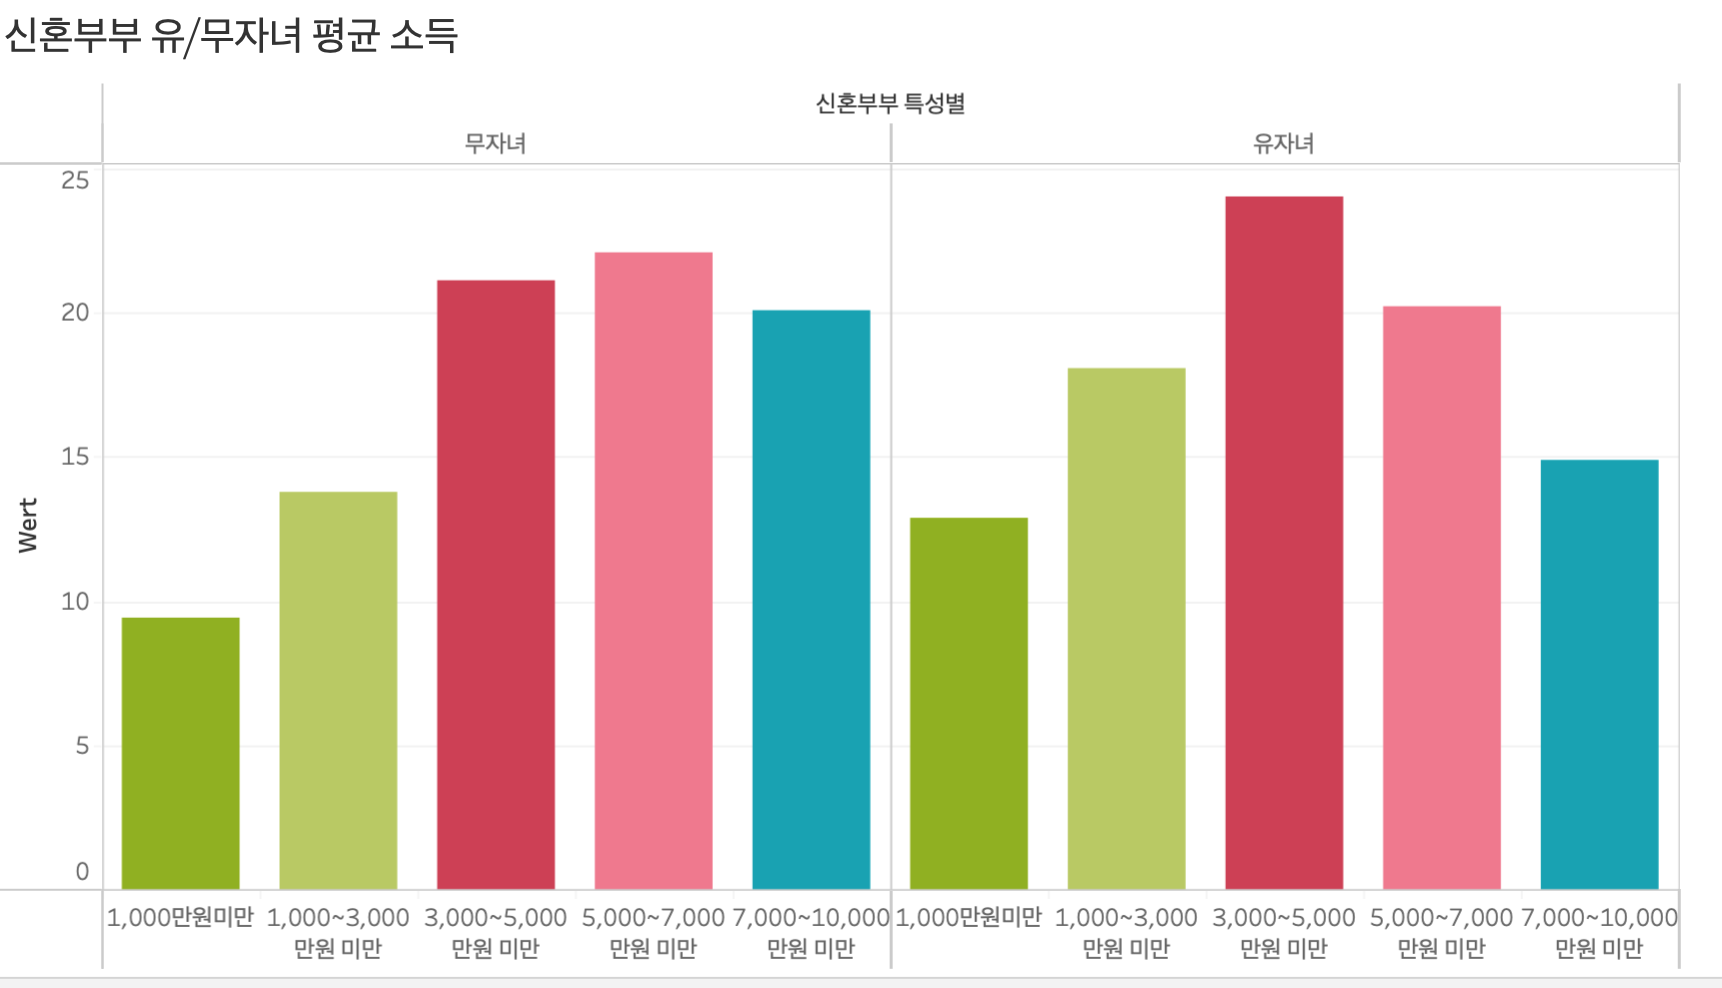 신혼부부 유/무자녀 평균 소득
신혼부부 특성별
무자녀 유자녀
25
20
15
10
5
0
Wert
1,000만원미만 1,000~3,000 3,000~5,000 5,000~7,000 7,000~10,000 1,000만원미만 1,000~3,000 3,000~5,000 5,000~7,000 7,000~10,000
만원 미만 만원 미만 만원 미만 만원 미만 만원 미만 만원 미만 만원 미만 만원 미만